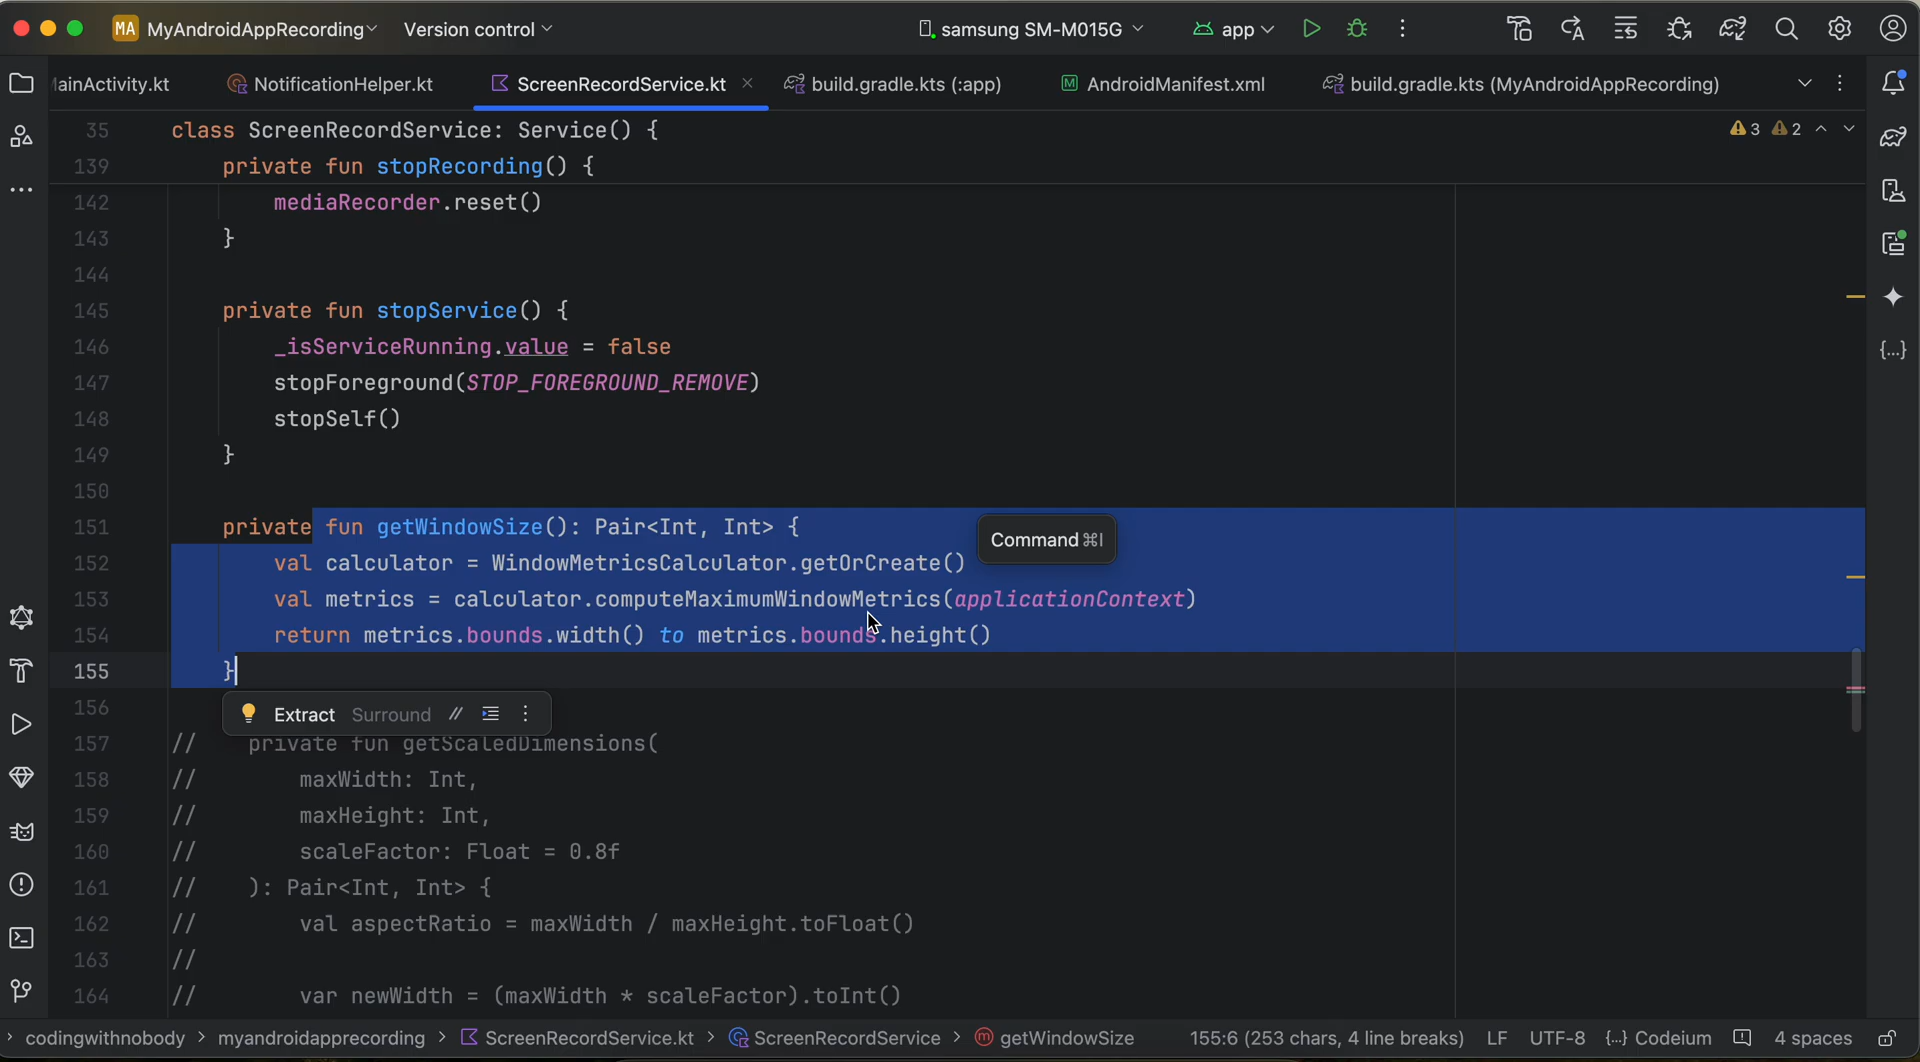 MA MyAndroidAppRecording Version control samsung SM-M015G app
ainActivity.kt NotificationHelper.kt ScreenRecordService.kt build.gradle.kts (:app) AndroidManifest.xml build.gradle.kts (MyAndroidAppRecording)
35 class ScreenRecordService: Service() { 3 2
139 private fun stopRecording() {
142 mediaRecorder.reset()
143 }
144
145 private fun stopService() {
146 _isServiceRunning.value = false
147 stopForeground(STOP_FOREGROUND_REMOVE)
148 stopSelf()
149 }
150
151 private fun getWindowSize(): Pair<Int, Int> {
Command ⌘I
152 val calculator = WindowMetricsCalculator.getOrCreate()
153 val metrics = calculator.computeMaximumWindowMetrics(applicationContext)
154 return metrics.bounds.width() to metrics.bounds.height()
155 }
156
Extract Surround //
157 // private fun getScaledDimensions(
158 // maxWidth: Int,
159 // maxHeight: Int,
160 // scaleFactor: Float = 0.8f
161 // ): Pair<Int, Int> {
162 // val aspectRatio = maxWidth / maxHeight.toFloat()
163 //
164 // var newWidth = (maxWidth * scaleFactor).toInt()
codingwithnobody > myandroidapprecording > ScreenRecordService.kt > ScreenRecordService > getWindowSize 155:6 (253 chars, 4 line breaks) LF UTF-8 {...} Codeium 4 spaces